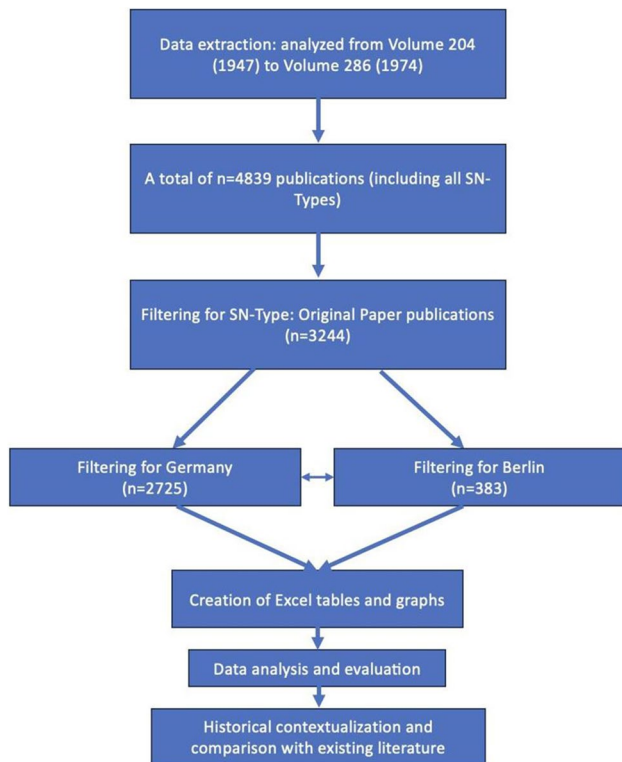 Data extraction: analyzed from Volume 204
(1947) to Volume 286 (1974)
A total of n=4839 publications (including all SN-
Types)
Filtering for SN-Type: Original Paper publications
(n=3244)
Filtering for Germany
(n=2725)
Filtering for Berlin
(n=383)
Creation of Excel tables and graphs
Data analysis and evaluation
Historical contextualization and
comparison with existing literature